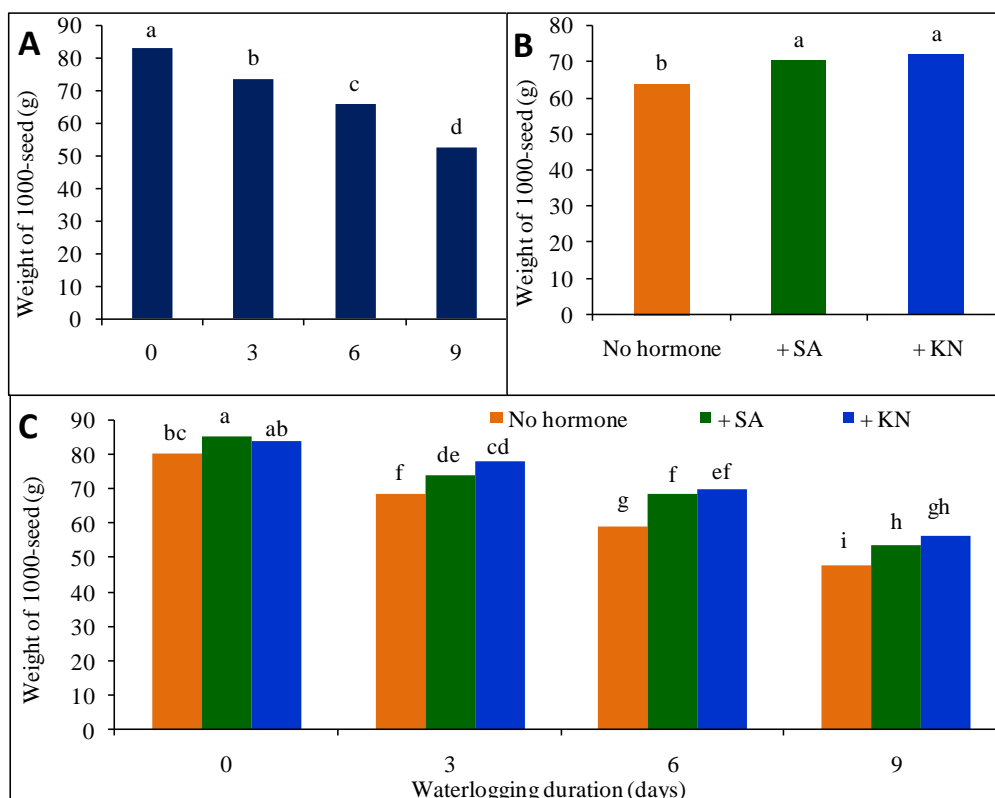 A
Weight of 1000-seed (g)
90
80
70
60
50
40
30
20
10
0
a
b
c
d
0 3 6 9
B
Weight of 1000-seed (g)
80
70
60
50
40
30
20
10
0
b
a
a
No hormone + SA + KN
C
No hormone + SA + KN
Weight of 1000-seed (g)
90
80
70
60
50
40
30
20
10
0
bc a ab
f de cd
g f ef
i h gh
0 3 6 9
Waterlogging duration (days)